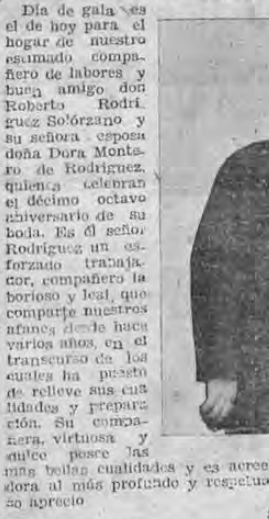 Día de gala es
el de hoy para el
hogar de nuestro
estimado compa-
ñero de labores y
buen amigo don
Roberto Rodrí
guez Solórzano y
su señora esposa
doña Dora Monte-
ro de Rodríguez,
quienes celebran
el décimo octavo
aniversario de su
boda. Es el señor
Rodríguez un es-
forzado trabaja-
dor, compañero la
borioso y leal, que
comparte nuestros
afanes desde hace
varios años, en el
transcurso de los
cuales ha puesto
de relieve sus cua
lidades y prepara
ción. Su compa-
ñera, virtuosa y
dulce posee las
más bellas cualidades y es acree
dora al más profundo y respetuo
so aprecio